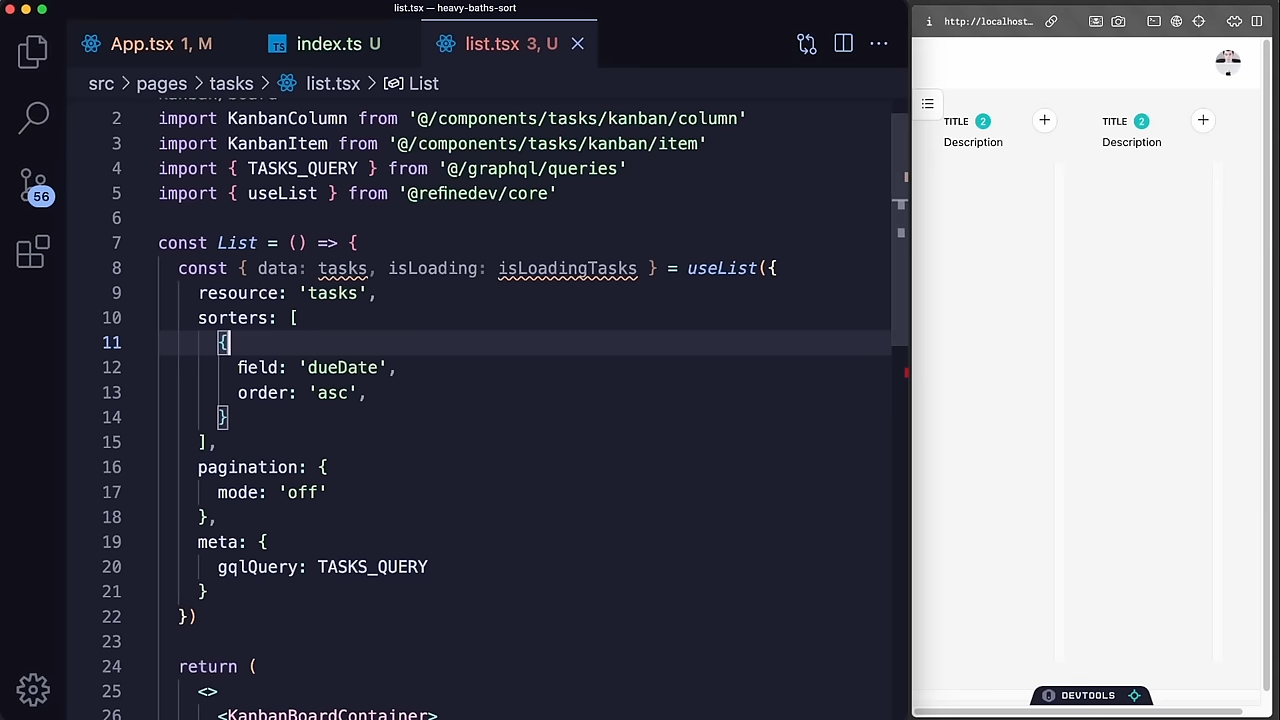 list.tsx — heavy-baths-sort
App.tsx 1, M
TS index.ts U
list.tsx 3, U
src > pages > tasks > list.tsx > List
2 import KanbanColumn from '@/components/tasks/kanban/column'
3 import KanbanItem from '@/components/tasks/kanban/item'
4 import { TASKS_QUERY } from '@/graphql/queries'
5 import { useList } from '@refinedev/core'
6
7 const List = () => {
8 const { data: tasks, isLoading: isLoadingTasks } = useList({
9 resource: 'tasks',
10 sorters: [
11 {
12 field: 'dueDate',
13 order: 'asc',
14 }
15 ],
16 pagination: {
17 mode: 'off'
18 },
19 meta: {
20 gqlQuery: TASKS_QUERY
21 }
22 })
23
24 return (
25 <>
26 <KanbanBoardContainer>
56
http://localhost...
TITLE 2
Description
TITLE 2
Description
DEVTOOLS